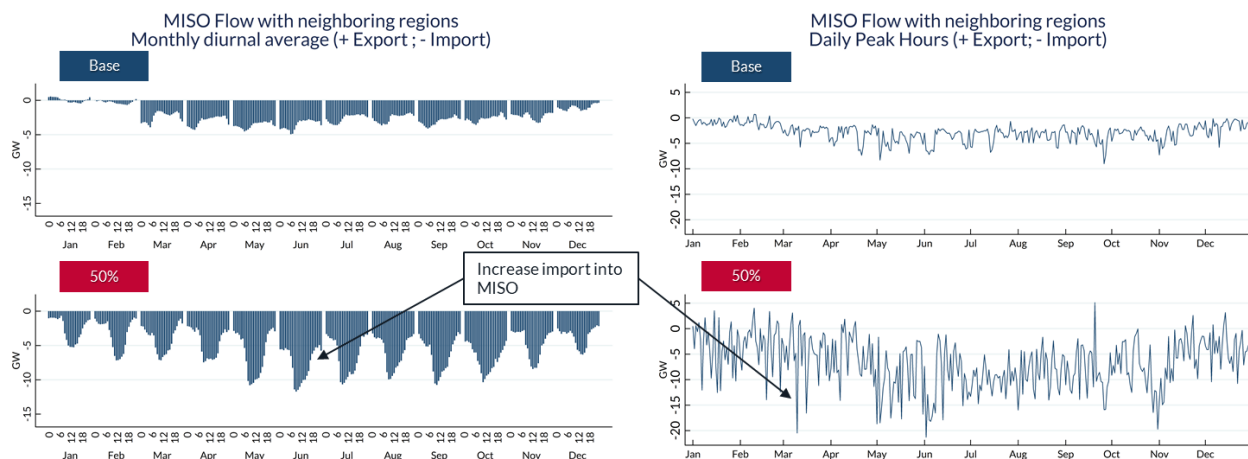 MISO Flow with neighboring regions
Monthly diurnal average (+ Export ; - Import)
Base
0
-5
-10
-15
GW
0 6 12 18 0 6 12 18 0 6 12 18 0 6 12 18 0 6 12 18 0 6 12 18 0 6 12 18 0 6 12 18 0 6 12 18 0 6 12 18 0 6 12 18 0 6 12 18
Jan Feb Mar Apr May Jun Jul Aug Sep Oct Nov Dec
MISO Flow with neighboring regions
Daily Peak Hours (+ Export; - Import)
Base
5
0
-5
-10
-15
-20
GW
Jan Feb Mar Apr May Jun Jul Aug Sep Oct Nov Dec
Increase import into
MISO
50%
0
-5
-10
-15
GW
0 6 12 18 0 6 12 18 0 6 12 18 0 6 12 18 0 6 12 18 0 6 12 18 0 6 12 18 0 6 12 18 0 6 12 18 0 6 12 18 0 6 12 18 0 6 12 18
Jan Feb Mar Apr May Jun Jul Aug Sep Oct Nov Dec
50%
5
0
-5
-10
-15
-20
GW
Jan Feb Mar Apr May Jun Jul Aug Sep Oct Nov Dec